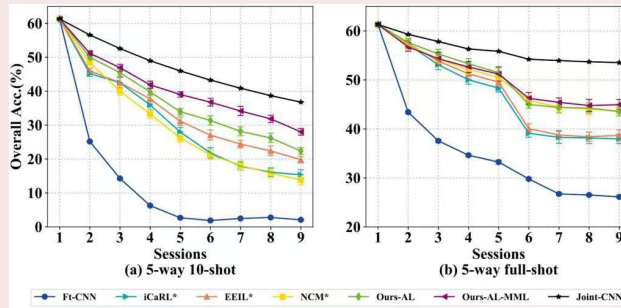 60
50
40
30
20
10
0
Overall Acc.(%)
1 2 3 4 5 6 7 8 9
Sessions
(a) 5-way 10-shot
60
50
40
30
20
1 2 3 4 5 6 7 8 9
Sessions
(b) 5-way full-shot
Ft-CNN iCaRL* EEIL* NCM* Ours-AL Ours-AL-MML Joint-CNN